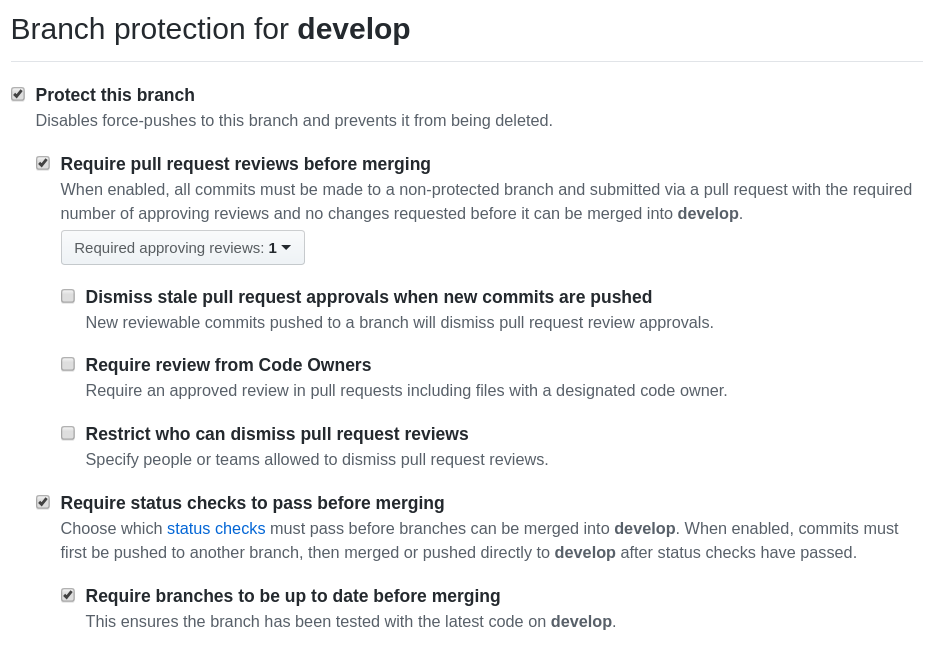 Branch protection for develop
Protect this branch
Disables force-pushes to this branch and prevents it from being deleted.
Require pull request reviews before merging
When enabled, all commits must be made to a non-protected branch and submitted via a pull request with the required
number of approving reviews and no changes requested before it can be merged into develop.
Required approving reviews: 1
Dismiss stale pull request approvals when new commits are pushed
New reviewable commits pushed to a branch will dismiss pull request review approvals.
Require review from Code Owners
Require an approved review in pull requests including files with a designated code owner.
Restrict who can dismiss pull request reviews
Specify people or teams allowed to dismiss pull request reviews.
Require status checks to pass before merging
Choose which status checks must pass before branches can be merged into develop. When enabled, commits must
first be pushed to another branch, then merged or pushed directly to develop after status checks have passed.
Require branches to be up to date before merging
This ensures the branch has been tested with the latest code on develop.